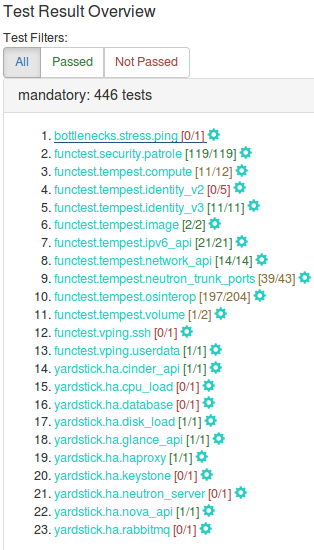 Test Result Overview
Test Filters:
All Passed Not Passed
mandatory: 446 tests
1. bottlenecks.stress.ping [0/1]
2. functest.security.patrole [119/119]
3. functest.tempest.compute [11/12]
4. functest.tempest.identity_v2 [0/5]
5. functest.tempest.identity_v3 [11/11]
6. functest.tempest.image [2/2]
7. functest.tempest.ipv6_api [21/21]
8. functest.tempest.network_api [14/14]
9. functest.tempest.neutron_trunk_ports [39/43]
10. functest.tempest.osinterop [197/204]
11. functest.tempest.volume [1/2]
12. functest.vping.ssh [0/1]
13. functest.vping.userdata [1/1]
14. yardstick.ha.cinder_api [1/1]
15. yardstick.ha.cpu_load [0/1]
16. yardstick.ha.database [0/1]
17. yardstick.ha.disk_load [1/1]
18. yardstick.ha.glance_api [1/1]
19. yardstick.ha.haproxy [1/1]
20. yardstick.ha.keystone [0/1]
21. yardstick.ha.neutron_server [0/1]
22. yardstick.ha.nova_api [1/1]
23. yardstick.ha.rabbitmq [0/1]